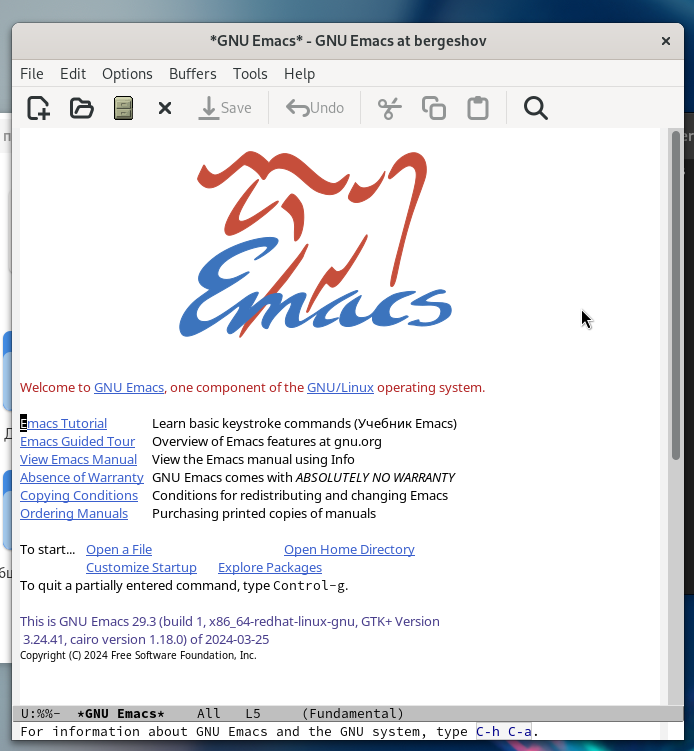 *GNU Emacs* - GNU Emacs at bergeshov
File Edit Options Buffers Tools Help
Save Undo
Emacs
Welcome to GNU Emacs, one component of the GNU/Linux operating system.
Emacs Tutorial Learn basic keystroke commands (Учебник Emacs)
Emacs Guided Tour Overview of Emacs features at gnu.org
View Emacs Manual View the Emacs manual using Info
Absence of Warranty GNU Emacs comes with ABSOLUTELY NO WARRANTY
Copying Conditions Conditions for redistributing and changing Emacs
Ordering Manuals Purchasing printed copies of manuals
To start... Open a File Open Home Directory
Customize Startup Explore Packages
To quit a partially entered command, type Control-g.
This is GNU Emacs 29.3 (build 1, x86_64-redhat-linux-gnu, GTK+ Version
3.24.41, cairo version 1.18.0) of 2024-03-25
Copyright (C) 2024 Free Software Foundation, Inc.
U:%%- *GNU Emacs* All L5 (Fundamental)
For information about GNU Emacs and the GNU system, type C-h C-a.